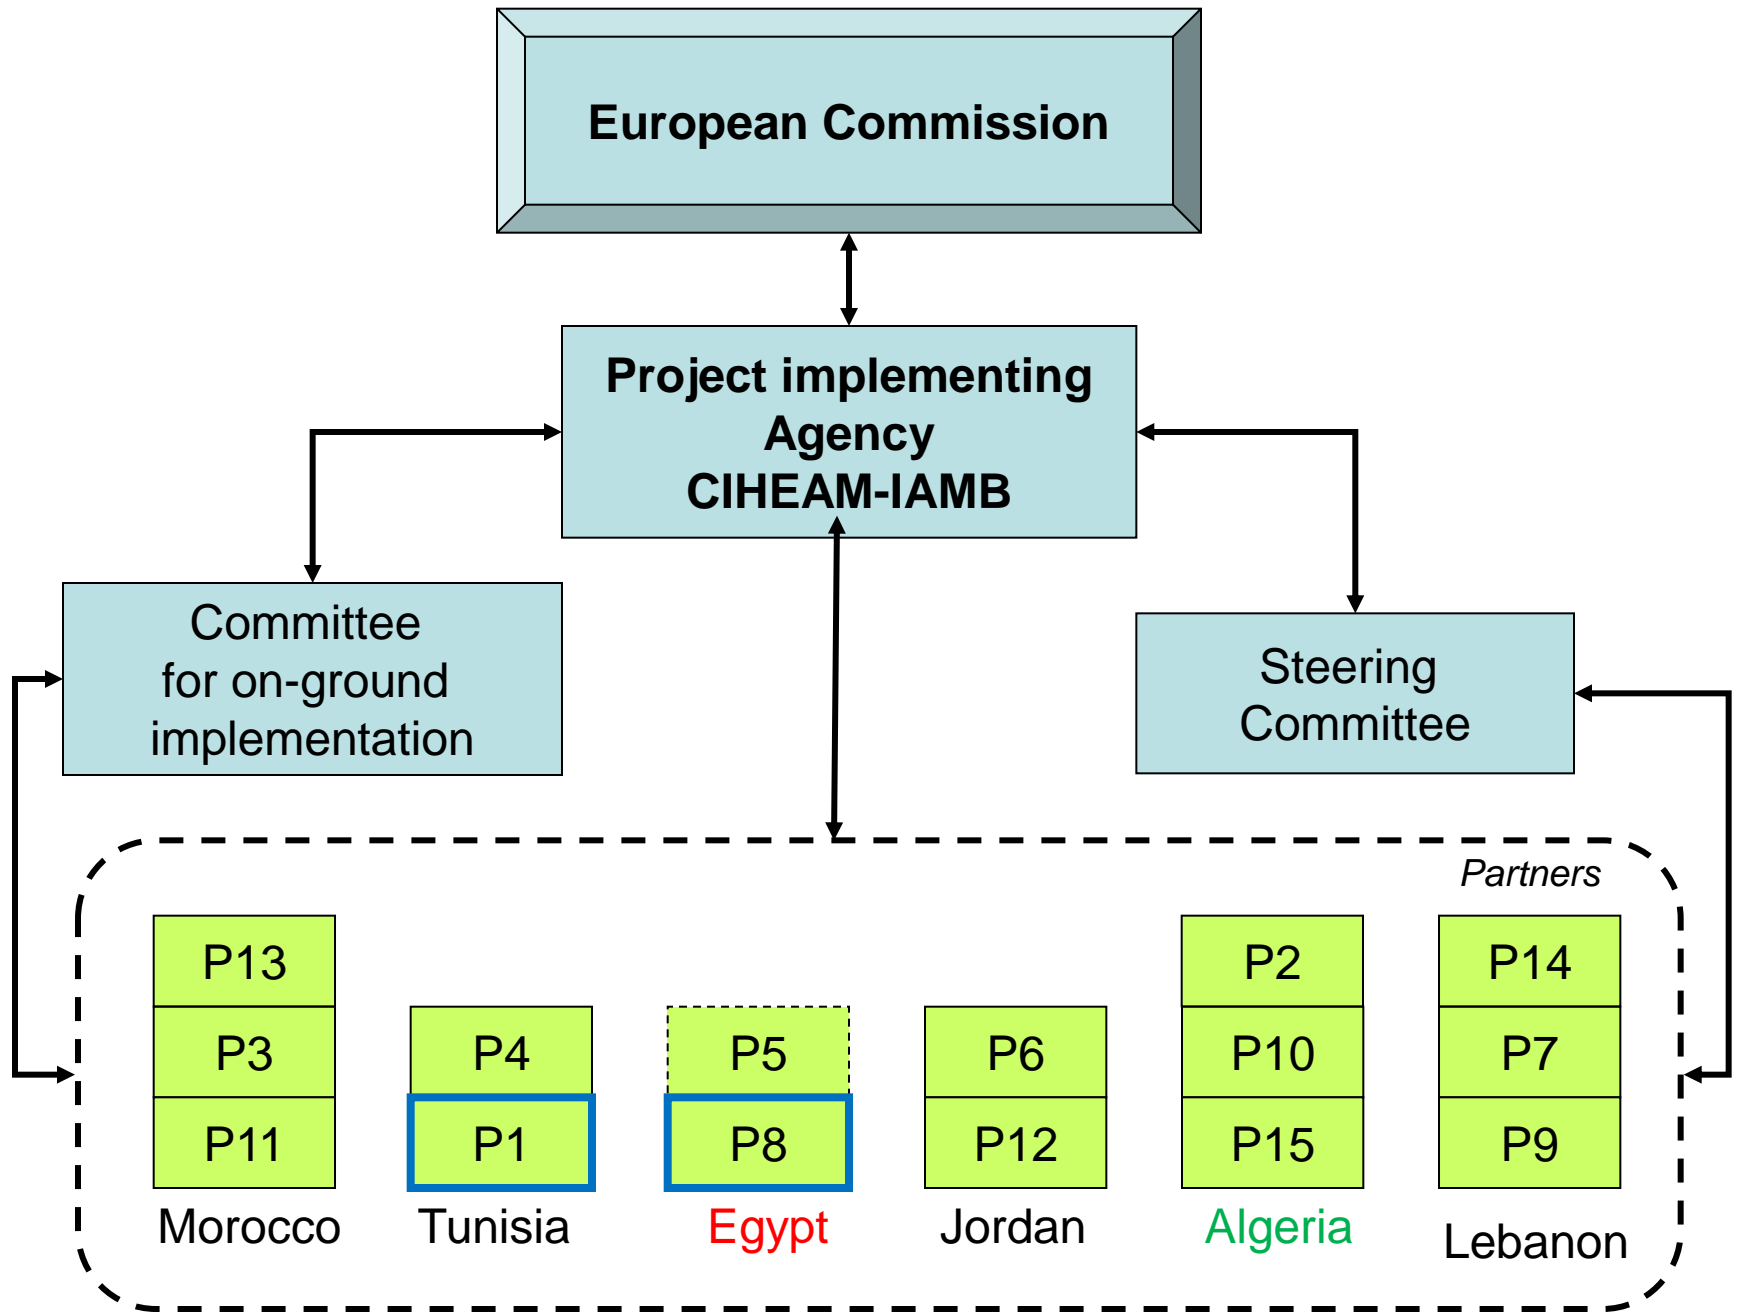 European Commission
Project implementing
Agency
CIHEAM-IAMB
Committee
for on-ground
implementation
Steering
Committee
Partners
P13
P3
P11
Morocco
P4
P1
Tunisia
P5
P8
Egypt
P6
P12
Jordan
P2
P10
P15
Algeria
P14
P7
P9
Lebanon